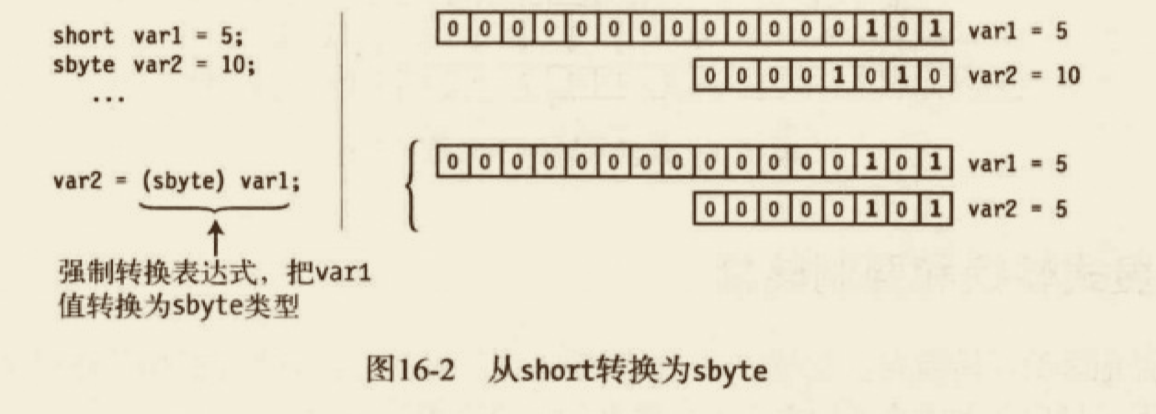 short var1 = 5;
sbyte var2 = 10;
...
var2 = (sbyte) var1;
强制转换表达式，把var1
值转换为sbyte类型
0 0 0 0 0 0 0 0 0 0 0 0 0 1 0 1 var1 = 5
0 0 0 0 1 0 1 0 var2 = 10
0 0 0 0 0 0 0 0 0 0 0 0 0 1 0 1 var1 = 5
0 0 0 0 0 1 0 1 var2 = 5
图16-2 从short转换为sbyte